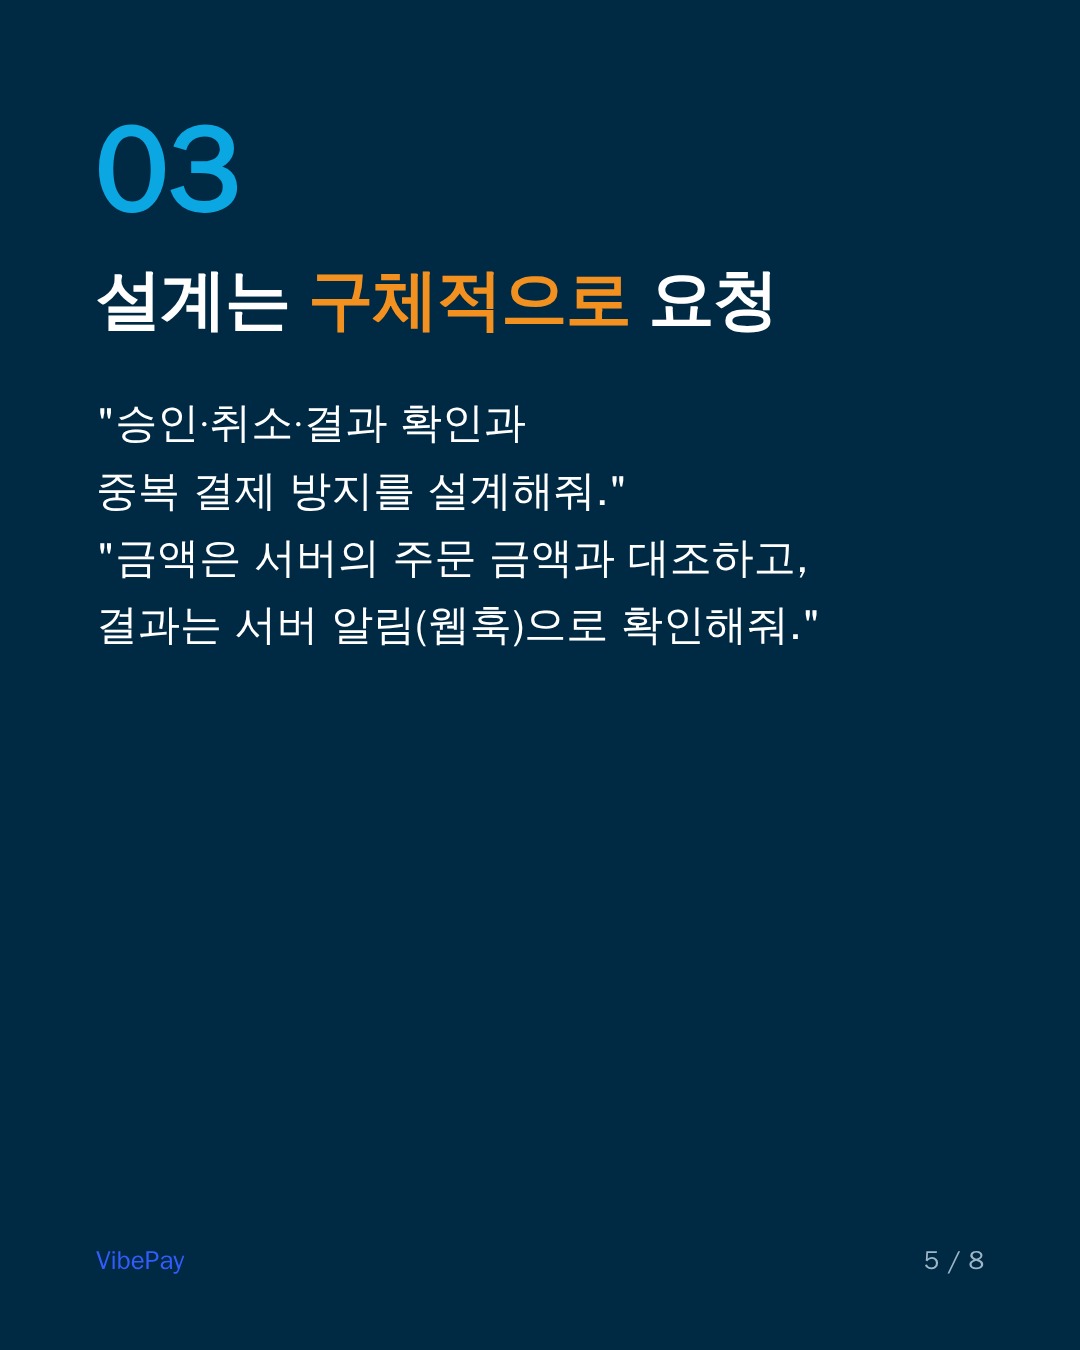 03
설계는 구체적으로 요청
"승인·취소·결과 확인과
중복 결제 방지를 설계해줘."
"금액은 서버의 주문 금액과 대조하고,
결과는 서버 알림(웹훅)으로 확인해줘."
VibePay
5 / 8